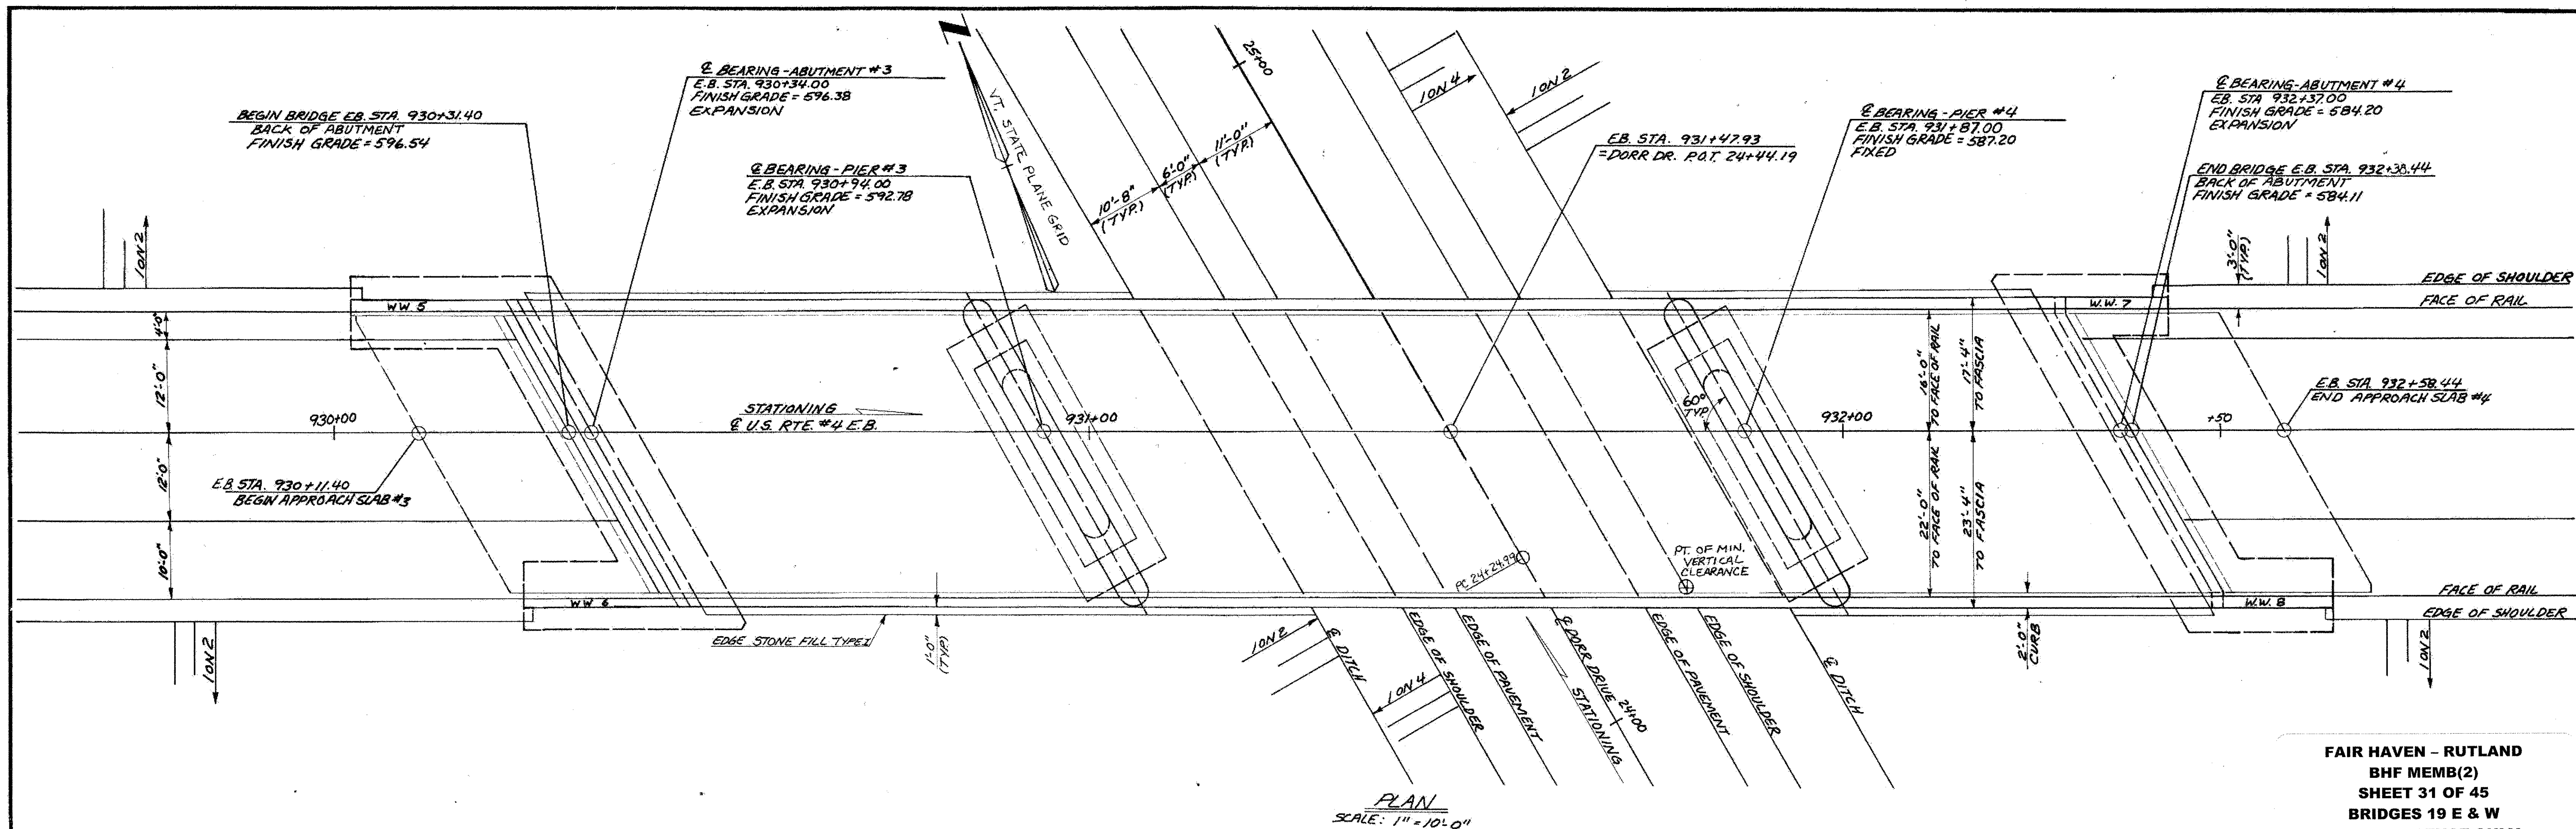 BEGIN BRIDGE EB. STA. 930+31.40
BACK OF ABUTMENT
FINISH GRADE = 596.54
℄ BEARING-ABUTMENT #3
E.B. STA. 930+34.00
FINISH GRADE = 596.38
EXPANSION
℄ BEARING - PIER #3
E.B. STA. 930+94.00
FINISH GRADE = 592.78
EXPANSION
VT. STATE PLANE GRID
10'-8"
(TYP.)
6'-0"
(TYP.)
11'-0"
(TYP.)
25+00
1 ON 4
1 ON 2
EB. STA. 931+47.93
=DORR DR. P.O.T. 24+44.19
℄ BEARING - PIER #4
E.B. STA. 931+87.00
FINISH GRADE = 587.20
FIXED
℄ BEARING-ABUTMENT #4
EB. STA 932+37.00
FINISH GRADE = 584.20
EXPANSION
END BRIDGE E.B. STA. 932+38.44
BACK OF ABUTMENT
FINISH GRADE = 584.11
1 ON 2
3'-0"
(TYP.)
1 ON 2
EDGE OF SHOULDER
FACE OF RAIL
WW 5
W.W. 7
4'-0"
12'-0"
12'-0"
10'-0"
930+00
STATIONING
℄ U.S. RTE #4 E.B.
931+00
60°
TYP.
932+00
+50
16'-0"
TO FACE OF RAIL
17'-4"
TO FASCIA
22'-0"
TO FACE OF RAIL
23'-4"
TO FASCIA
E.B. STA. 932+58.44
END APPROACH SLAB #4
E.B. STA. 930+11.40
BEGIN APPROACH SLAB #3
PC 24+24.99
PT. OF MIN.
VERTICAL
CLEARANCE
WW 6
W.W. 8
FACE OF RAIL
EDGE OF SHOULDER
EDGE STONE FILL TYPE I
1'-0"
(TYP)
2'-0"
CURB
1 ON 2
1 ON 2
1 ON 4
1 ON 2
℄ DITCH
EDGE OF SHOULDER
EDGE OF PAVEMENT
℄ DORR DRIVE
24+00
STATIONING
EDGE OF PAVEMENT
EDGE OF SHOULDER
℄ DITCH
PLAN
SCALE: 1" = 10'-0"
FAIR HAVEN – RUTLAND
BHF MEMB(2)
SHEET 31 OF 45
BRIDGES 19 E & W